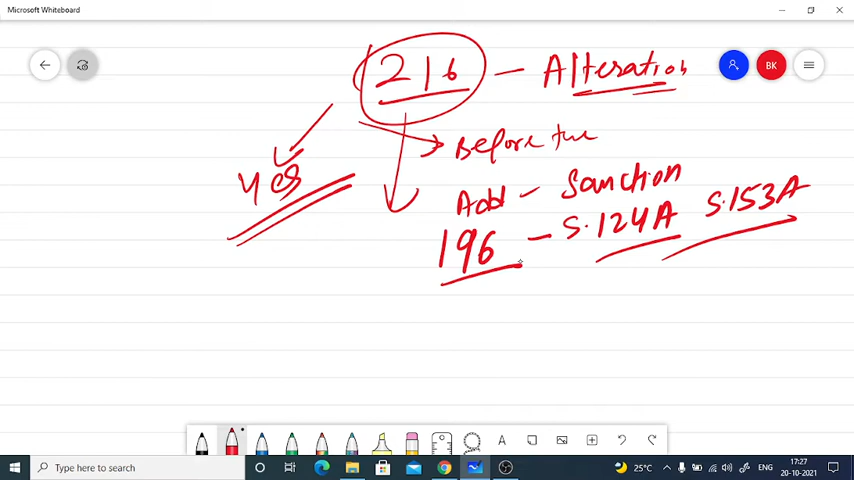 Microsoft Whiteboard
216 - Alteration
BK
Before the
Yes
Add - Sanction
196 - S.124A S.153A
A
Type here to search
25°C
ENG
17:27
20-10-2021